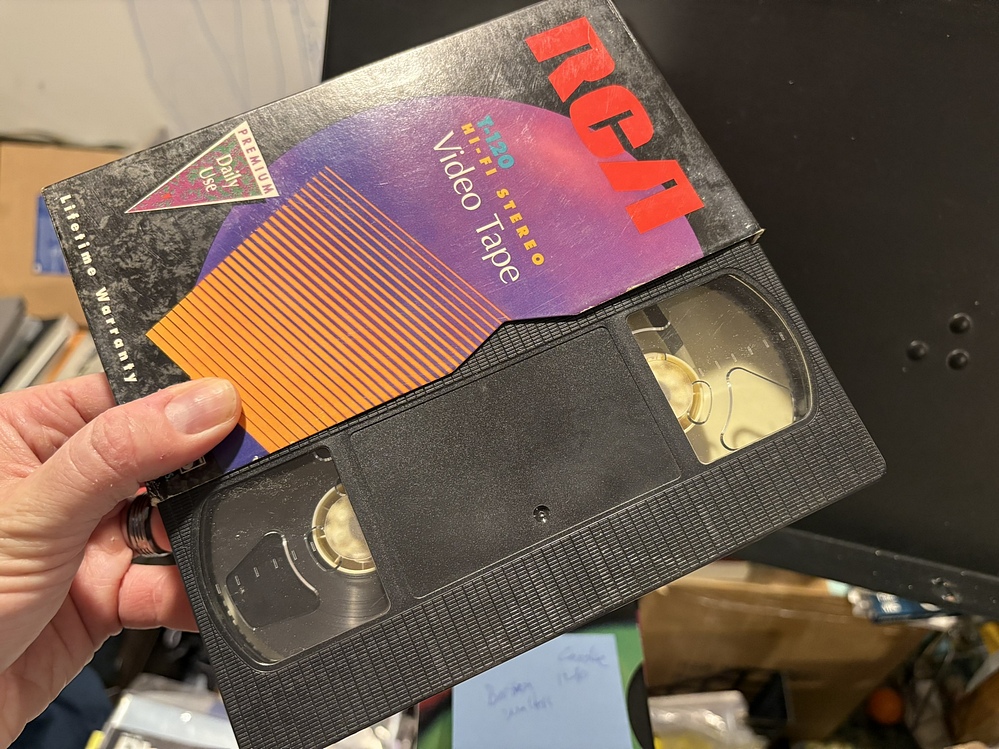 RCA
T-120
HI-FI STEREO
Video Tape
PREMIUM
Daily
Use
Lifetime Warranty